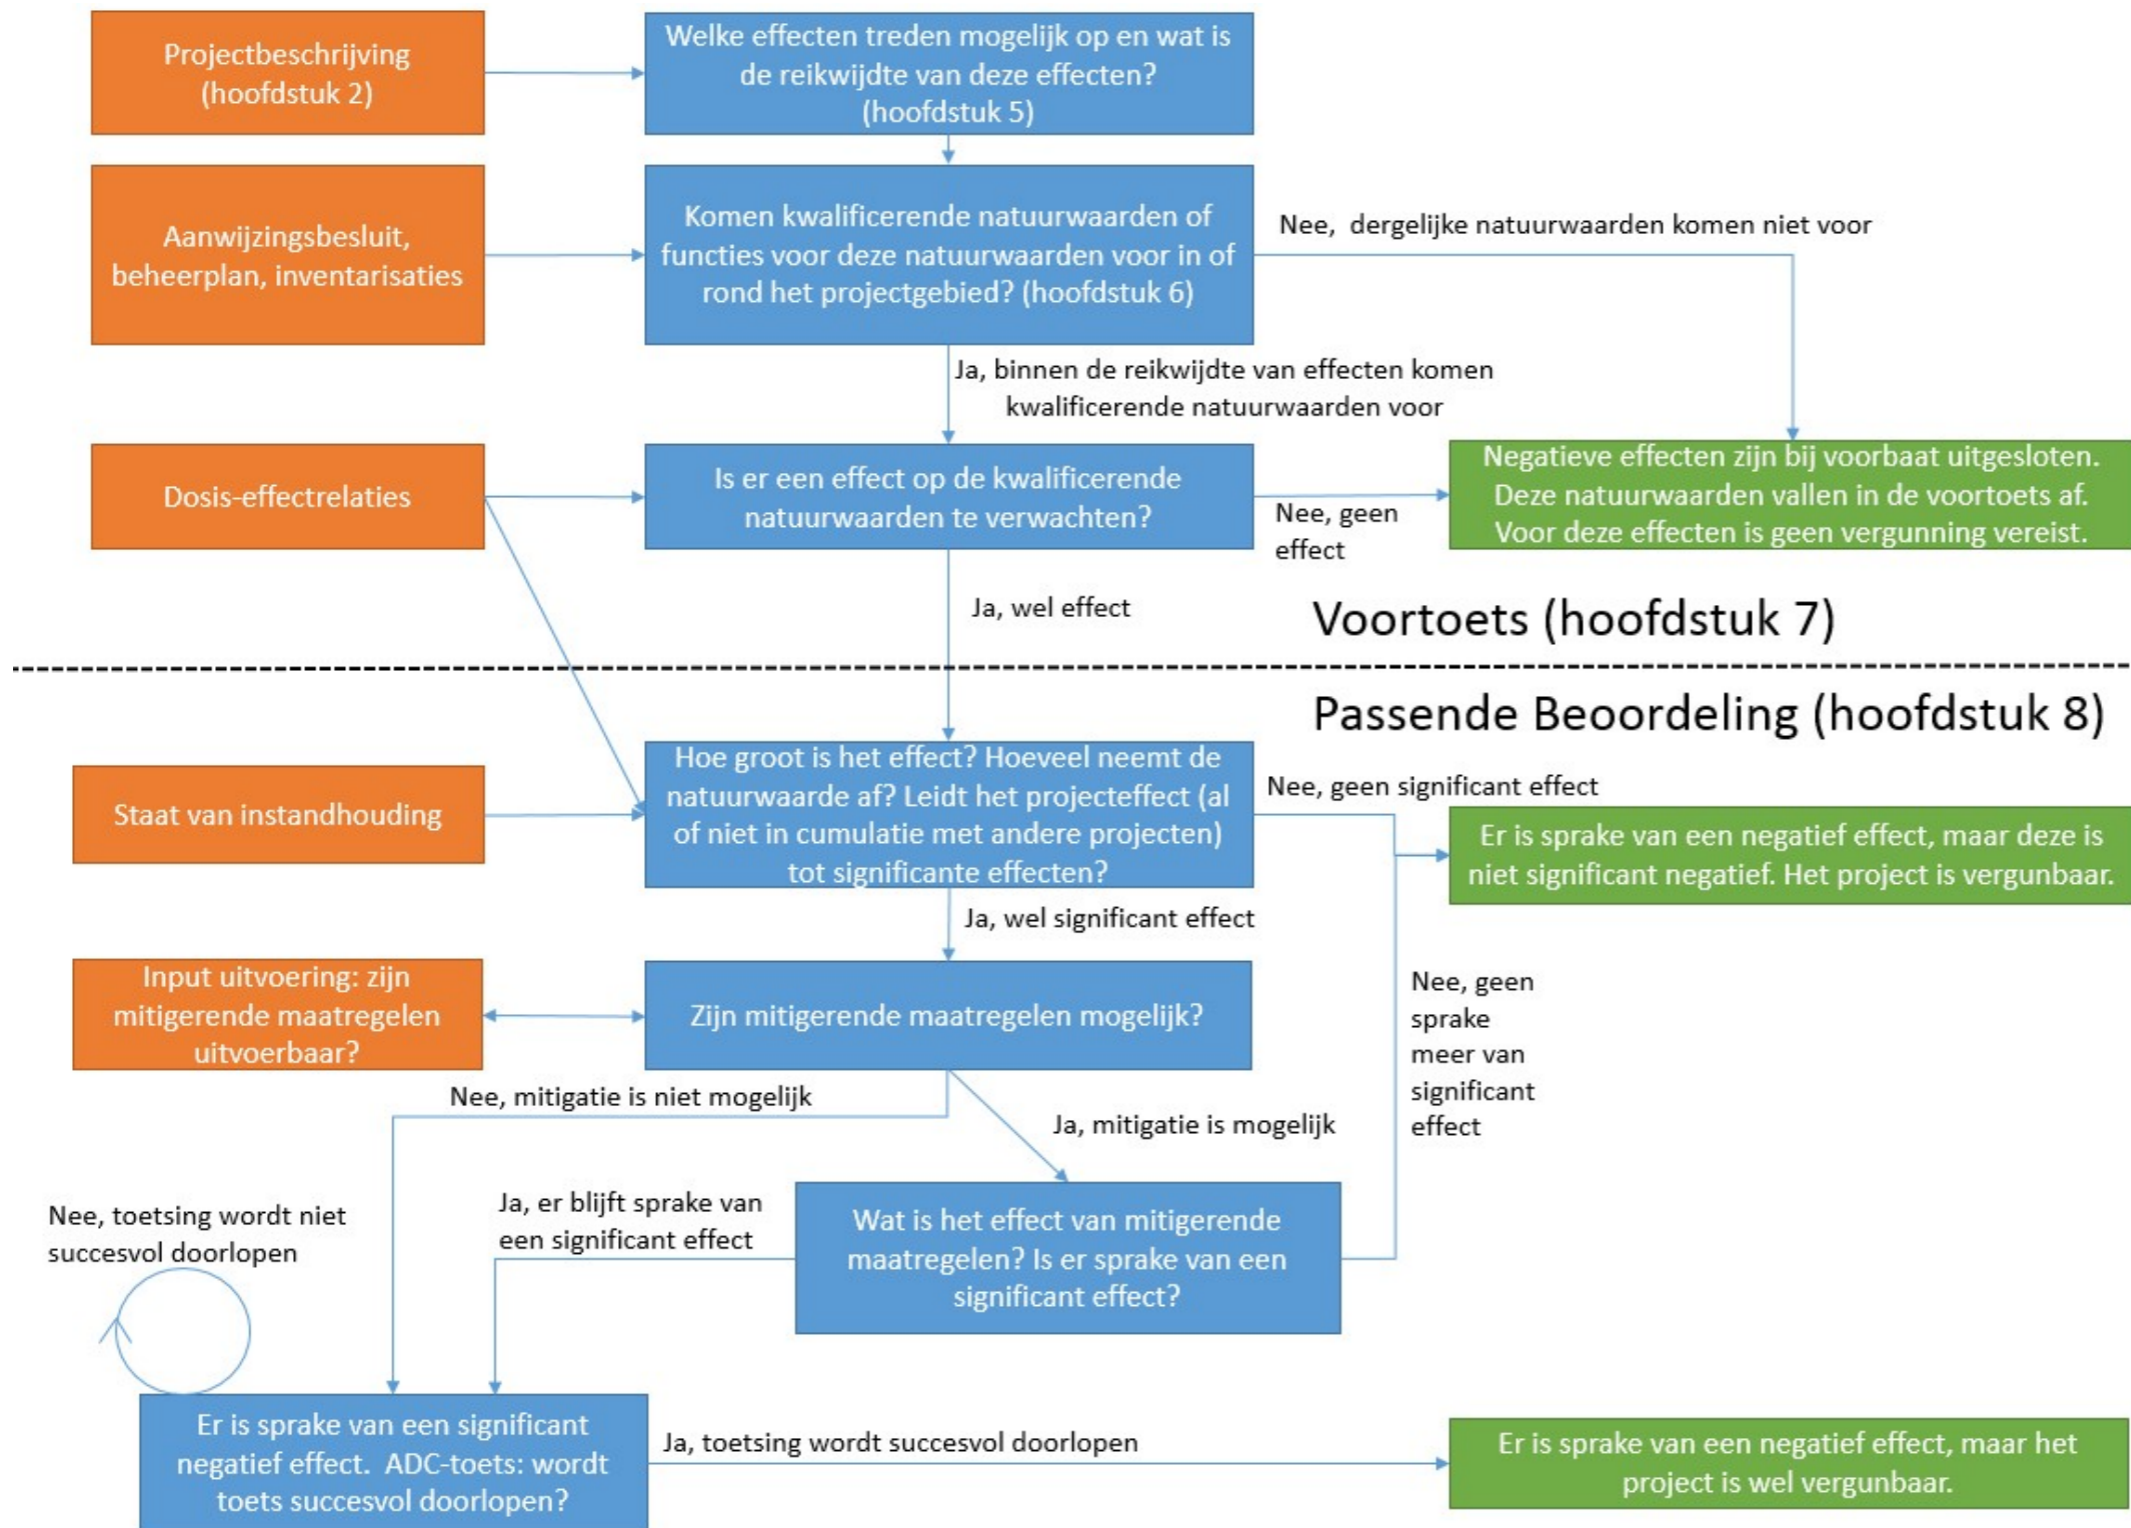 Projectbeschrijving
(hoofdstuk 2)
Welke effecten treden mogelijk op en wat is
de reikwijdte van deze effecten?
(hoofdstuk 5)
Aanwijzingsbesluit,
beheerplan, inventarisaties
Komen kwalificerende natuurwaarden of
functies voor deze natuurwaarden voor in of
rond het projectgebied? (hoofdstuk 6)
Nee, dergelijke natuurwaarden komen niet voor
Ja, binnen de reikwijdte van effecten komen
kwalificerende natuurwaarden voor
Dosis-effectrelaties
Is er een effect op de kwalificerende
natuurwaarden te verwachten?
Nee, geen
effect
Negatieve effecten zijn bij voorbaat uitgesloten.
Deze natuurwaarden vallen in de voortoets af.
Voor deze effecten is geen vergunning vereist.
Ja, wel effect
Voortoets (hoofdstuk 7)
Passende Beoordeling (hoofdstuk 8)
Staat van instandhouding
Hoe groot is het effect? Hoeveel neemt de
natuurwaarde af? Leidt het projecteffect (al
of niet in cumulatie met andere projecten)
tot significante effecten?
Nee, geen significant effect
Er is sprake van een negatief effect, maar deze is
niet significant negatief. Het project is vergunbaar.
Ja, wel significant effect
Input uitvoering: zijn
mitigerende maatregelen
uitvoerbaar?
Zijn mitigerende maatregelen mogelijk?
Nee, geen
sprake
meer van
significant
effect
Nee, mitigatie is niet mogelijk
Ja, mitigatie is mogelijk
Nee, toetsing wordt niet
succesvol doorlopen
Ja, er blijft sprake van
een significant effect
Wat is het effect van mitigerende
maatregelen? Is er sprake van een
significant effect?
Er is sprake van een significant
negatief effect. ADC-toets: wordt
toets succesvol doorlopen?
Ja, toetsing wordt succesvol doorlopen
Er is sprake van een negatief effect, maar het
project is wel vergunbaar.